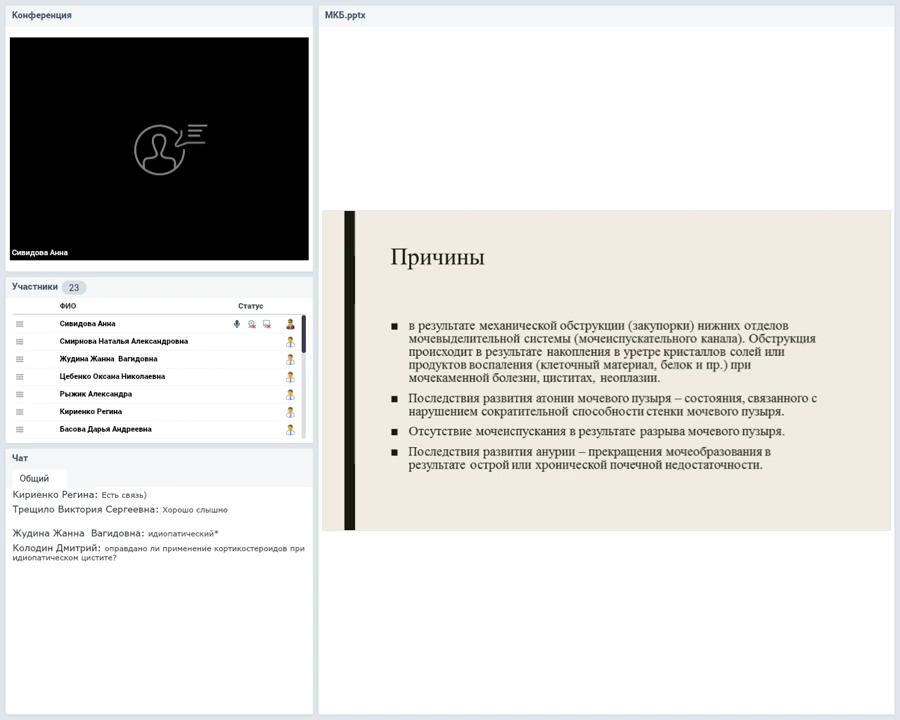 Конференция
Сивидова Анна
Участники 23
ФИО Статус
Сивидова Анна
Смирнова Наталья Александровна
Жудина Жанна Вагидовна
Цебенко Оксана Николаевна
Рыжик Александра
Кириенко Регина
Басова Дарья Андреевна
Чат
Общий
Кириенко Регина: Есть связь)
Трещило Виктория Сергеевна: Хорошо слышно
Жудина Жанна Вагидовна: идиопатический*
Колодин Дмитрий: оправдано ли применение кортикостероидов при
идиопатическом цистите?
МКБ.pptx
Причины
■ в результате механической обструкции (закупорки) нижних отделов
мочевыделительной системы (мочеиспускательного канала). Обструкция
происходит в результате накопления в уретре кристаллов солей или
продуктов воспаления (клеточный материал, белок и пр.) при
мочекаменной болезни, циститах, неоплазии.
■ Последствия развития атонии мочевого пузыря – состояния, связанного с
нарушением сократительной способности стенки мочевого пузыря.
■ Отсутствие мочеиспускания в результате разрыва мочевого пузыря.
■ Последствия развития анурии – прекращения мочеобразования в
результате острой или хронической почечной недостаточности.